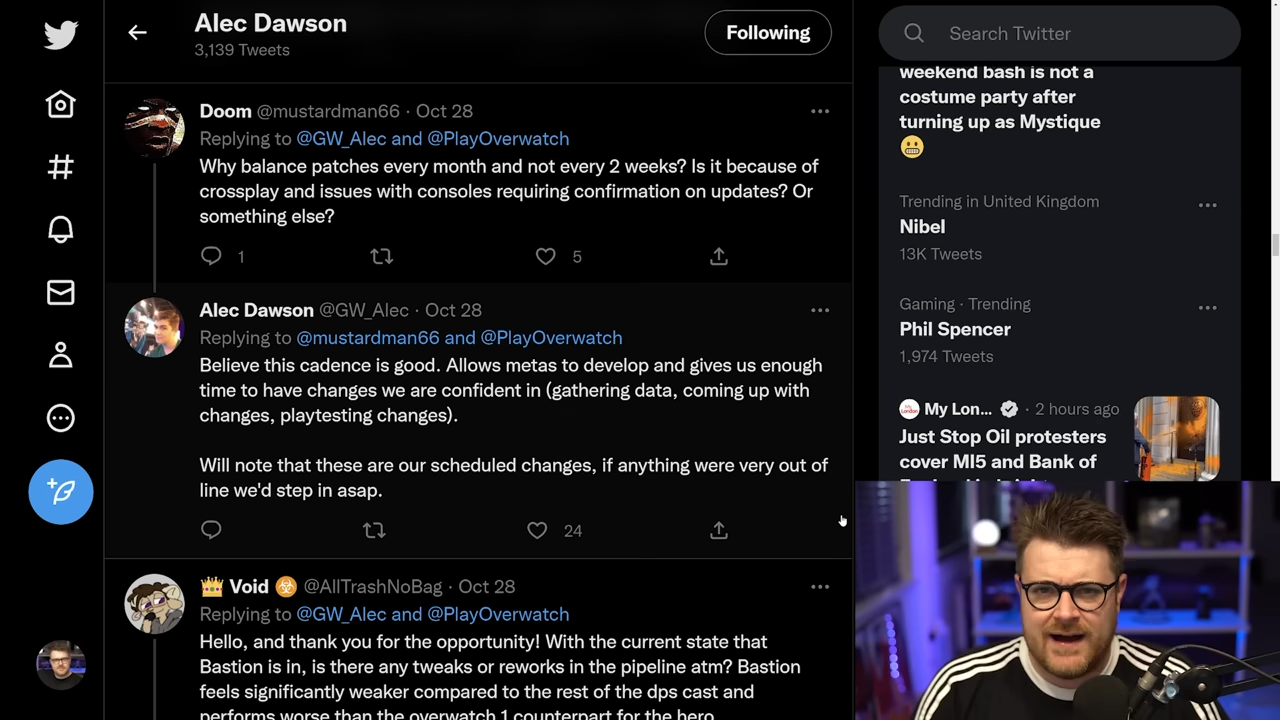 Alec Dawson
3,139 Tweets
Following
Doom @mustardman66 · Oct 28
Replying to @GW_Alec and @PlayOverwatch
Why balance patches every month and not every 2 weeks? Is it because of
crossplay and issues with consoles requiring confirmation on updates? Or
something else?
1
5
Alec Dawson @GW_Alec · Oct 28
Replying to @mustardman66 and @PlayOverwatch
Believe this cadence is good. Allows metas to develop and gives us enough
time to have changes we are confident in (gathering data, coming up with
changes, playtesting changes).
Will note that these are our scheduled changes, if anything were very out of
line we'd step in asap.
24
Void @AllTrashNoBag · Oct 28
Replying to @GW_Alec and @PlayOverwatch
Hello, and thank you for the opportunity! With the current state that
Bastion is in, is there any tweaks or reworks in the pipeline atm? Bastion
feels significantly weaker compared to the rest of the dps cast and
performs worse than the overwatch 1 counterpart for the hero
Search Twitter
weekend bash is not a
costume party after
turning up as Mystique
😬
Trending in United Kingdom
Nibel
13K Tweets
Gaming · Trending
Phil Spencer
1,974 Tweets
My Lon... · 2 hours ago
Just Stop Oil protesters
cover MI5 and Bank of